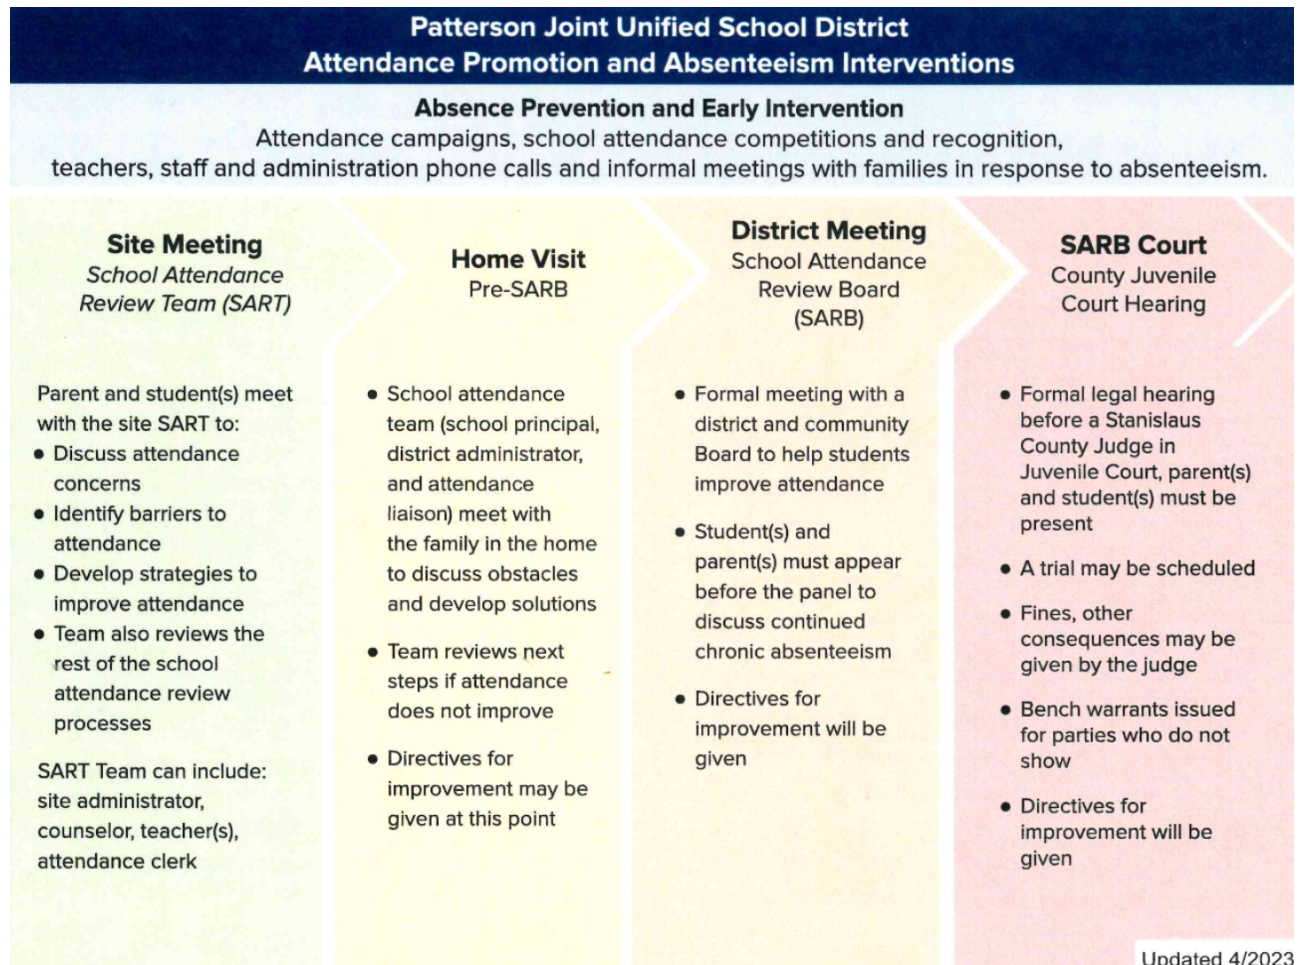 Patterson Joint Unified School District
Attendance Promotion and Absenteeism Interventions
Absence Prevention and Early Intervention
Attendance campaigns, school attendance competitions and recognition,
teachers, staff and administration phone calls and informal meetings with families in response to absenteeism.
Site Meeting
School Attendance
Review Team (SART)
Parent and student(s) meet
with the site SART to:
● Discuss attendance
concerns
● Identify barriers to
attendance
● Develop strategies to
improve attendance
● Team also reviews the
rest of the school
attendance review
processes
SART Team can include:
site administrator,
counselor, teacher(s),
attendance clerk
Home Visit
Pre-SARB
● School attendance
team (school principal,
district administrator,
and attendance
liaison) meet with
the family in the home
to discuss obstacles
and develop solutions
● Team reviews next
steps if attendance
does not improve
● Directives for
improvement may be
given at this point
District Meeting
School Attendance
Review Board
(SARB)
● Formal meeting with a
district and community
Board to help students
improve attendance
● Student(s) and
parent(s) must appear
before the panel to
discuss continued
chronic absenteeism
● Directives for
improvement will be
given
SARB Court
County Juvenile
Court Hearing
● Formal legal hearing
before a Stanislaus
County Judge in
Juvenile Court, parent(s)
and student(s) must be
present
● A trial may be scheduled
● Fines, other
consequences may be
given by the judge
● Bench warrants issued
for parties who do not
show
● Directives for
improvement will be
given
Updated 4/2023